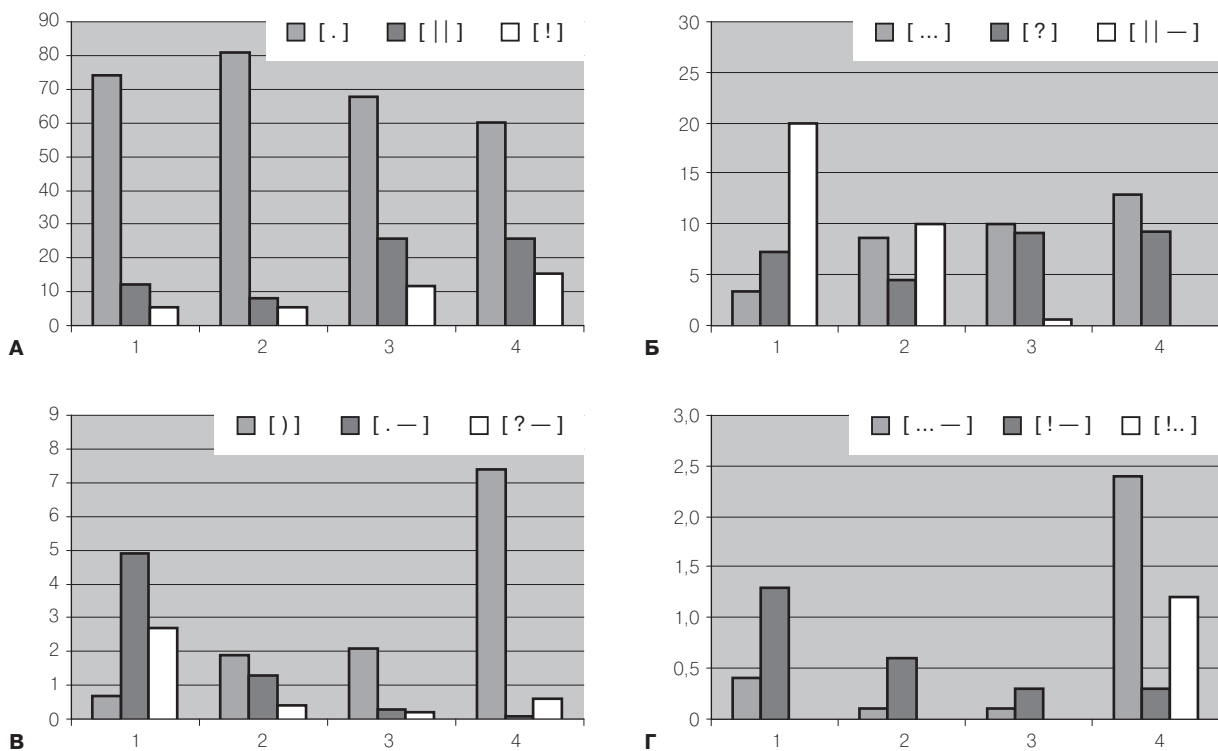 90
80
70
60
50
40
30
20
10
0
[ . ] [ || ] [ ! ]
1 2 3 4
А
30
25
20
15
10
5
0
[ ... ] [ ? ] [ || — ]
1 2 3 4
Б
9
8
7
6
5
4
3
2
1
0
[ ) ] [ . — ] [ ? — ]
1 2 3 4
В
3,0
2,5
2,0
1,5
1,0
0,5
0
[ ... — ] [ ! — ] [ !.. ]
1 2 3 4
Г